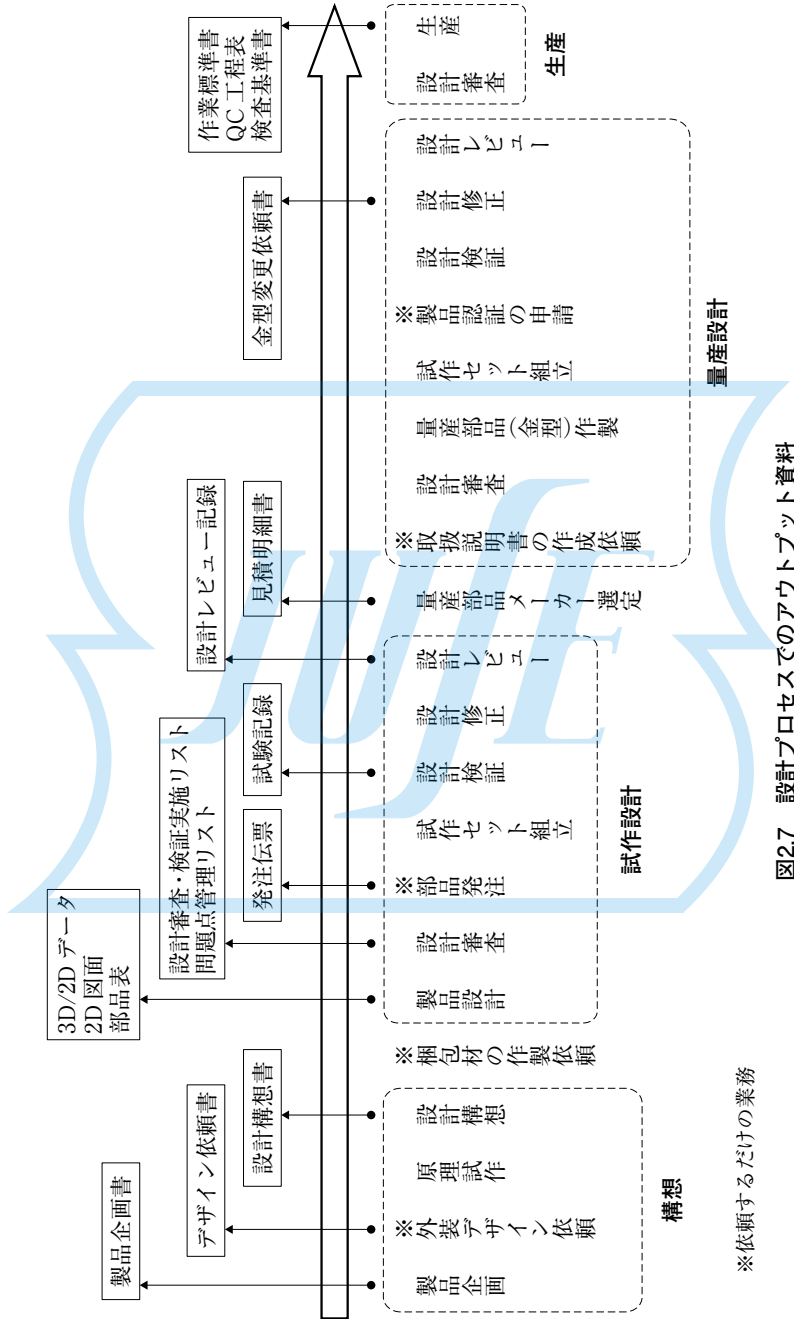 製品企画書
デザイン依頼書
設計構想書
3D/2D データ
2D 図面
部品表
設計審査・検証実施リスト
問題点管理リスト
発注伝票
試験記録
設計レビュー記録
見積明細書
金型変更依頼書
作業標準書
QC 工程表
検査基準書
製品企画
※外装デザイン依頼
原理試作
設計構想
※梱包材の作製依頼
製品設計
設計審査
※部品発注
試作セット組立
設計検証
設計修正
設計レビュー
量産部品メーカー選定
※取扱説明書の作成依頼
設計審査
量産部品(金型)作製
試作セット組立
※製品認証の申請
設計検証
設計修正
設計レビュー
設計審査
生産
構想
試作設計
量産設計
生産
※依頼するだけの業務
図2.7 設計プロセスでのアウトプット資料
JUSE